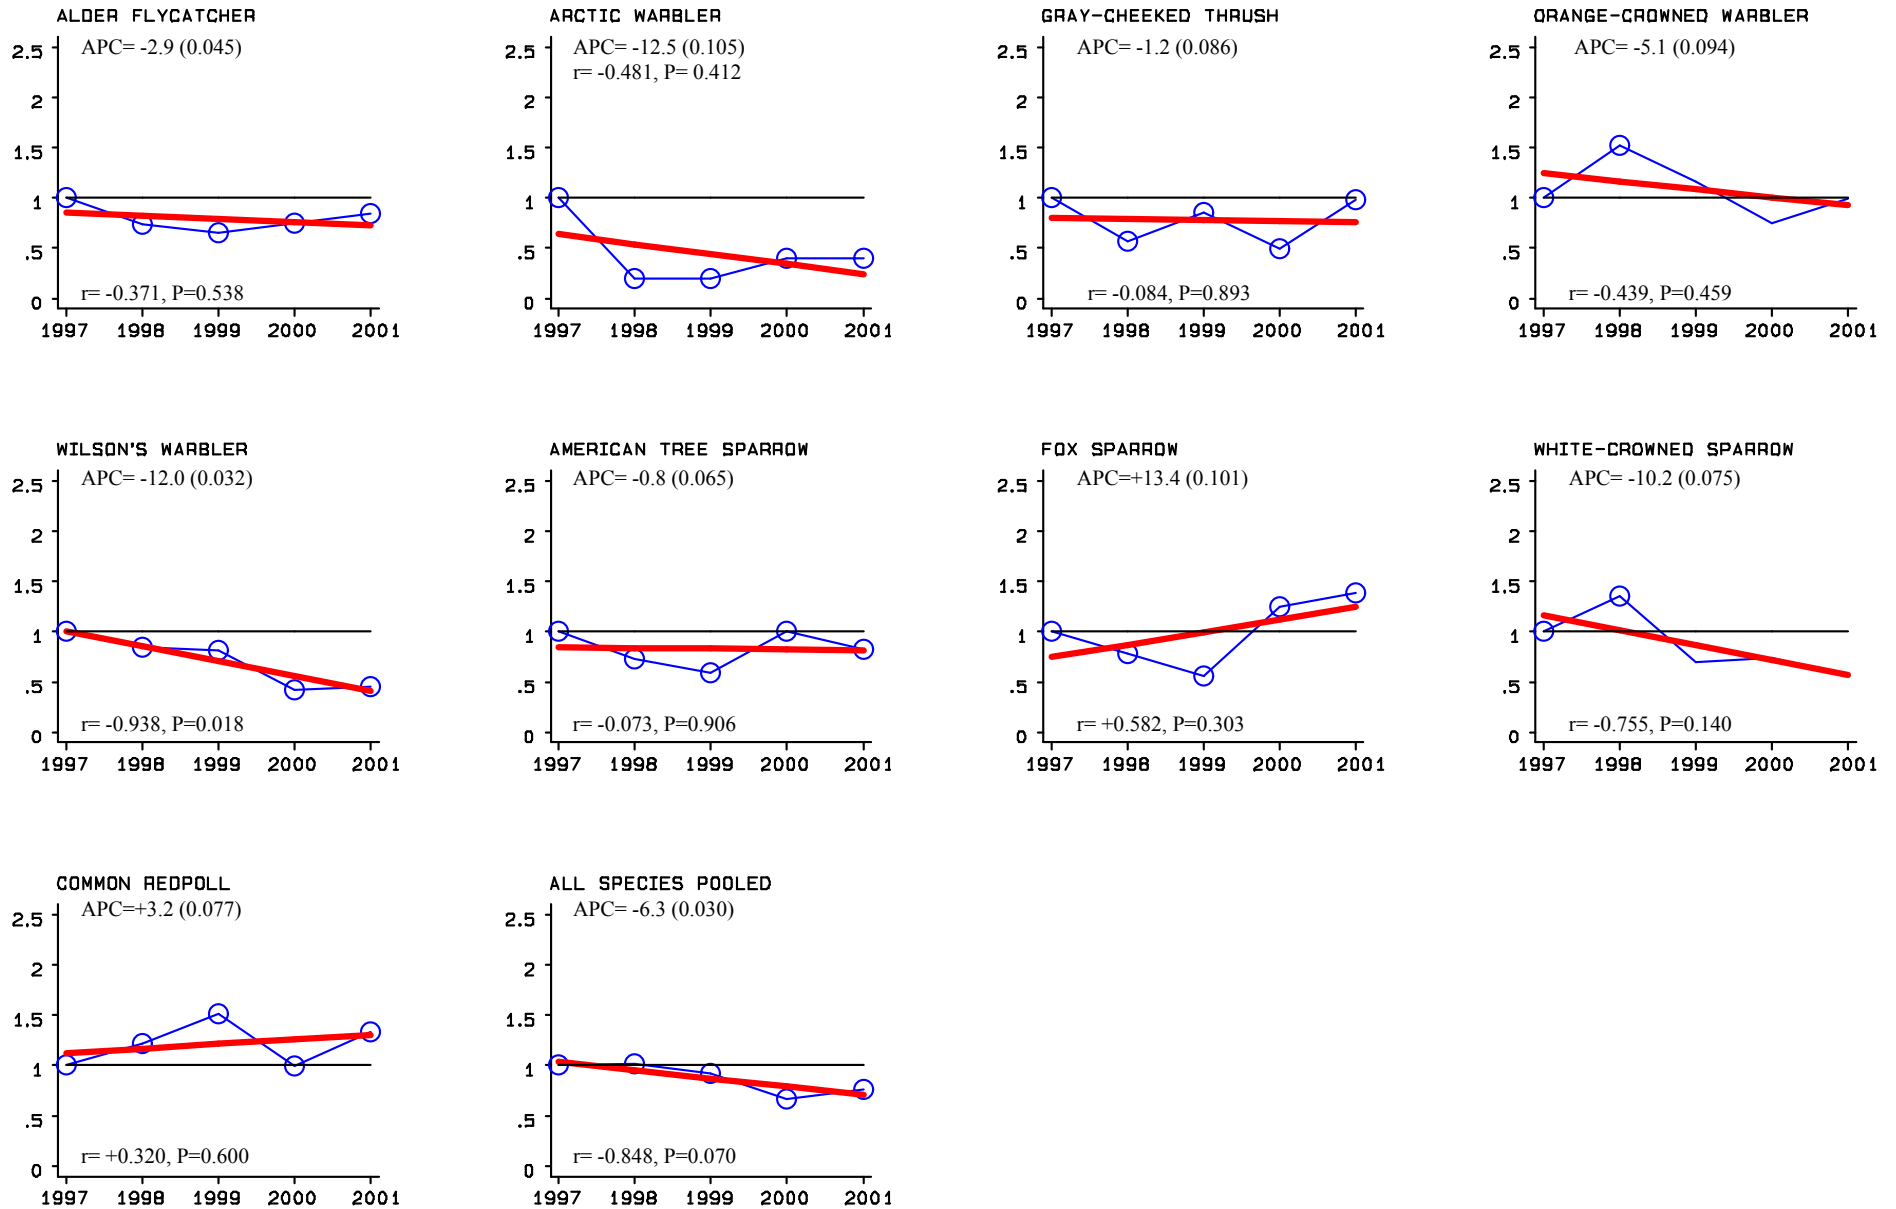 ALDER FLYCATCHER
APC= -2.9 (0.045)
2.5
2
1.5
1
.5
0
r= -0.371, P=0.538
1997 1998 1999 2000 2001
ARCTIC WARBLER
APC= -12.5 (0.105)
r= -0.481, P= 0.412
2.5
2
1.5
1
.5
0
1997 1998 1999 2000 2001
GRAY-CHEEKED THRUSH
APC= -1.2 (0.086)
2.5
2
1.5
1
.5
0
r= -0.084, P=0.893
1997 1998 1999 2000 2001
ORANGE-CROWNED WARBLER
APC= -5.1 (0.094)
2.5
2
1.5
1
.5
0
r= -0.439, P=0.459
1997 1998 1999 2000 2001
WILSON'S WARBLER
APC= -12.0 (0.032)
2.5
2
1.5
1
.5
0
r= -0.938, P=0.018
1997 1998 1999 2000 2001
AMERICAN TREE SPARROW
APC= -0.8 (0.065)
2.5
2
1.5
1
.5
0
r= -0.073, P=0.906
1997 1998 1999 2000 2001
FOX SPARROW
APC=+13.4 (0.101)
2.5
2
1.5
1
.5
0
r= +0.582, P=0.303
1997 1998 1999 2000 2001
WHITE-CROWNED SPARROW
APC= -10.2 (0.075)
2.5
2
1.5
1
.5
0
r= -0.755, P=0.140
1997 1998 1999 2000 2001
COMMON REDPOLL
APC=+3.2 (0.077)
2.5
2
1.5
1
.5
0
r= +0.320, P=0.600
1997 1998 1999 2000 2001
ALL SPECIES POOLED
APC= -6.3 (0.030)
2.5
2
1.5
1
.5
0
r= -0.848, P=0.070
1997 1998 1999 2000 2001